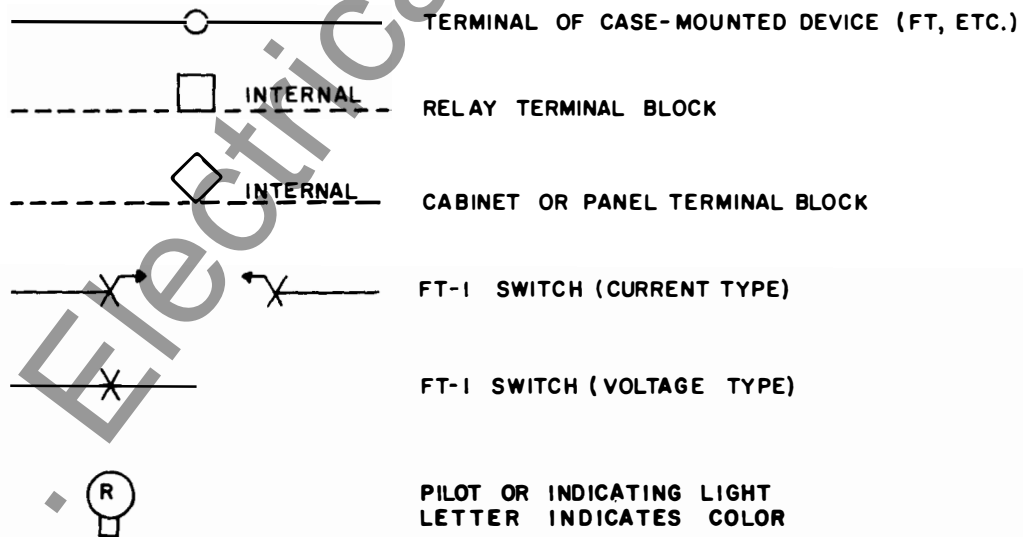 TERMINAL OF CASE-MOUNTED DEVICE (FT, ETC.)
INTERNAL
RELAY TERMINAL BLOCK
INTERNAL
CABINET OR PANEL TERMINAL BLOCK
FT-1 SWITCH (CURRENT TYPE)
FT-1 SWITCH (VOLTAGE TYPE)
R
PILOT OR INDICATING LIGHT
LETTER INDICATES COLOR
. Electrica